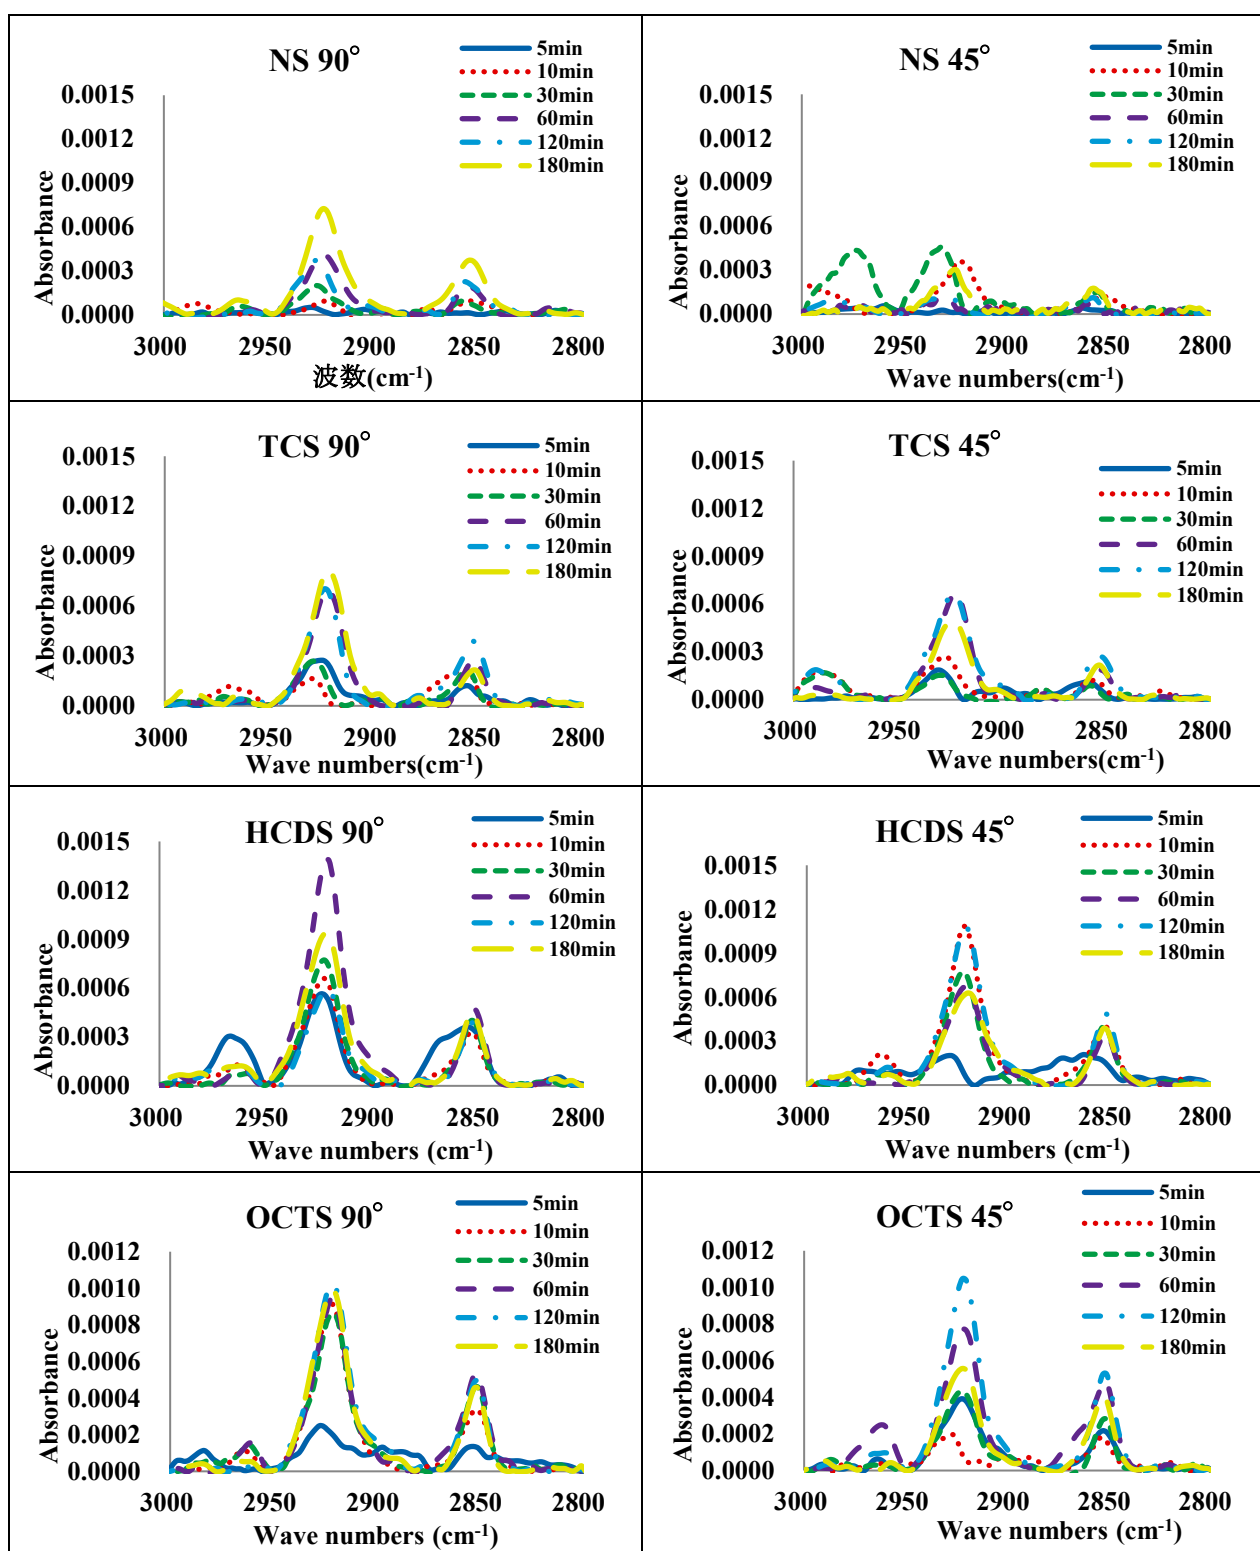 NS 90°
5min
10min
30min
60min
120min
180min
0.0015
0.0012
0.0009
0.0006
0.0003
0.0000
Absorbance
3000 2950 2900 2850 2800
波数(cm-1)
NS 45°
5min
10min
30min
60min
120min
180min
0.0015
0.0012
0.0009
0.0006
0.0003
0.0000
Absorbance
3000 2950 2900 2850 2800
Wave numbers(cm-1)
TCS 90°
5min
10min
30min
60min
120min
180min
0.0015
0.0012
0.0009
0.0006
0.0003
0.0000
Absorbance
3000 2950 2900 2850 2800
Wave numbers(cm-1)
TCS 45°
5min
10min
30min
60min
120min
180min
0.0015
0.0012
0.0009
0.0006
0.0003
0.0000
Absorbance
3000 2950 2900 2850 2800
Wave numbers(cm-1)
HCDS 90°
5min
10min
30min
60min
120min
180min
0.0015
0.0012
0.0009
0.0006
0.0003
0.0000
Absorbance
3000 2950 2900 2850 2800
Wave numbers (cm-1)
HCDS 45°
5min
10min
30min
60min
120min
180min
0.0015
0.0012
0.0009
0.0006
0.0003
0.0000
Absorbance
3000 2950 2900 2850 2800
Wave numbers (cm-1)
OCTS 90°
5min
10min
30min
60min
120min
180min
0.0012
0.0010
0.0008
0.0006
0.0004
0.0002
0.0000
Absorbance
3000 2950 2900 2850 2800
Wave numbers (cm-1)
OCTS 45°
5min
10min
30min
60min
120min
180min
0.0012
0.0010
0.0008
0.0006
0.0004
0.0002
0.0000
Absorbance
3000 2950 2900 2850 2800
Wave numbers (cm-1)